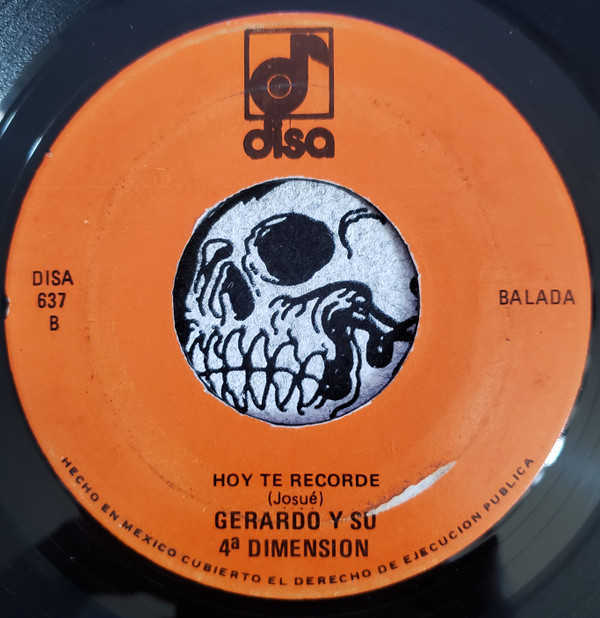 disa
DISA
637
B
BALADA
HOY TE RECORDE
(Josué)
GERARDO Y SU
4ª DIMENSION
HECHO EN MEXICO CUBIERTO EL DERECHO DE EJECUCION PUBLICA